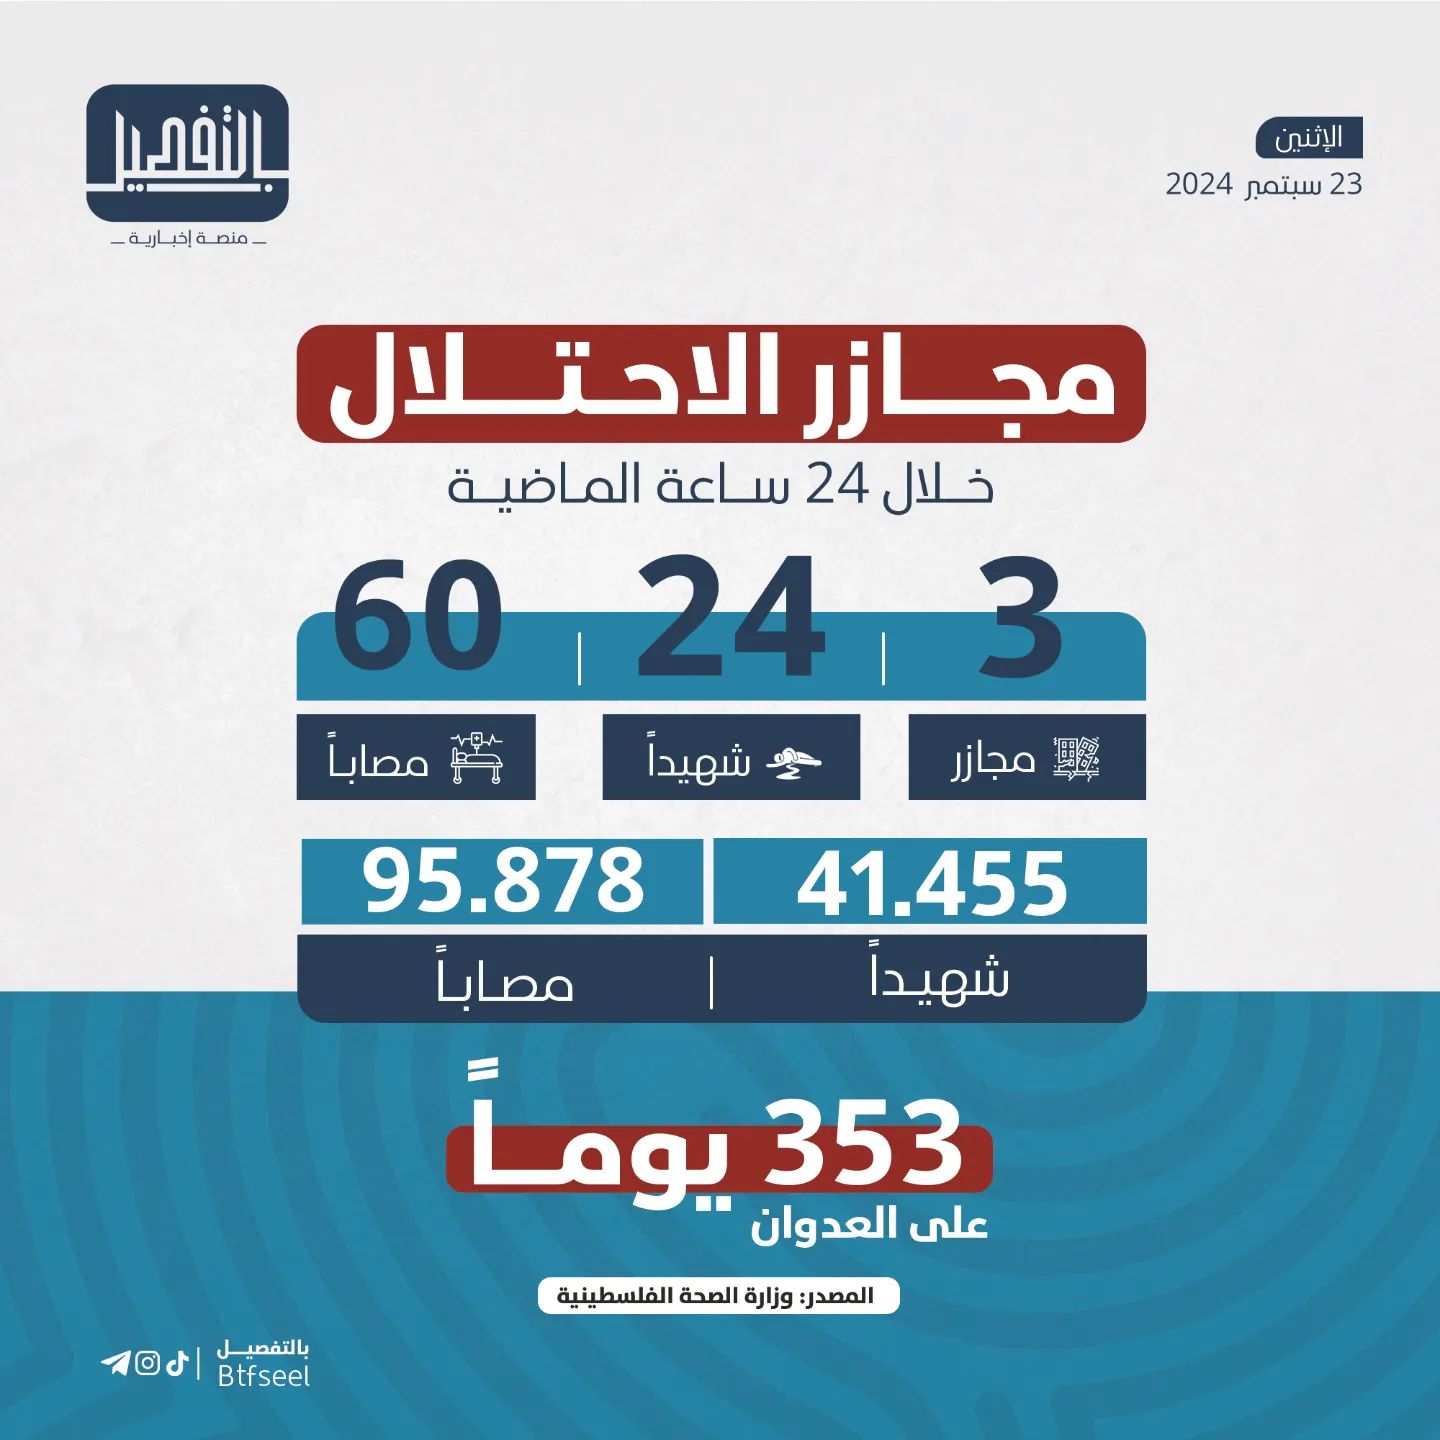 بالتفصيل
منصة إخبارية
الإثنين
23 سبتمبر 2024
مجازر الاحتلال
خلال 24 ساعة الماضية
3
24
60
مجازر
شهيداً
مصاباً
41.455
95.878
شهيداً
مصاباً
353 يوماً
على العدوان
المصدر: وزارة الصحة الفلسطينية
بالتفصيل
Btfseel